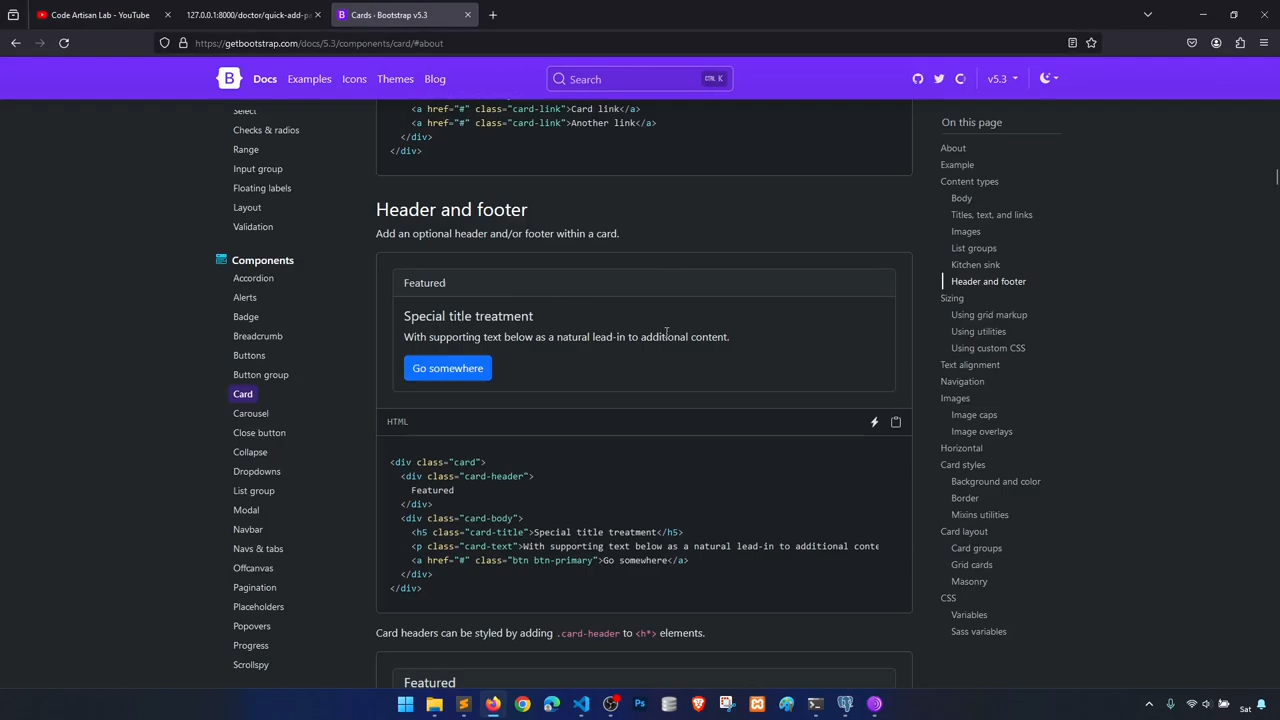 Code Artisan Lab - YouTube
127.0.0.1:8000/doctor/quick-add-pa
Cards · Bootstrap v5.3
https://getbootstrap.com/docs/5.3/components/card/#about
B
Docs
Examples
Icons
Themes
Blog
Search
CTRL K
v5.3
Select
Checks & radios
Range
Input group
Floating labels
Layout
Validation
Components
Accordion
Alerts
Badge
Breadcrumb
Buttons
Button group
Card
Carousel
Close button
Collapse
Dropdowns
List group
Modal
Navbar
Navs & tabs
Offcanvas
Pagination
Placeholders
Popovers
Progress
Scrollspy
<a href="#" class="card-link">Card link</a>
<a href="#" class="card-link">Another link</a>
</div>
</div>
Header and footer
Add an optional header and/or footer within a card.
Featured
Special title treatment
With supporting text below as a natural lead-in to additional content.
Go somewhere
HTML
<div class="card">
<div class="card-header">
Featured
</div>
<div class="card-body">
<h5 class="card-title">Special title treatment</h5>
<p class="card-text">With supporting text below as a natural lead-in to additional conte
<a href="#" class="btn btn-primary">Go somewhere</a>
</div>
</div>
Card headers can be styled by adding .card-header to <h*> elements.
Featured
On this page
About
Example
Content types
Body
Titles, text, and links
Images
List groups
Kitchen sink
Header and footer
Sizing
Using grid markup
Using utilities
Using custom CSS
Text alignment
Navigation
Images
Image caps
Image overlays
Horizontal
Card styles
Background and color
Border
Mixins utilities
Card layout
Card groups
Grid cards
Masonry
CSS
Variables
Sass variables
Ps
Sat